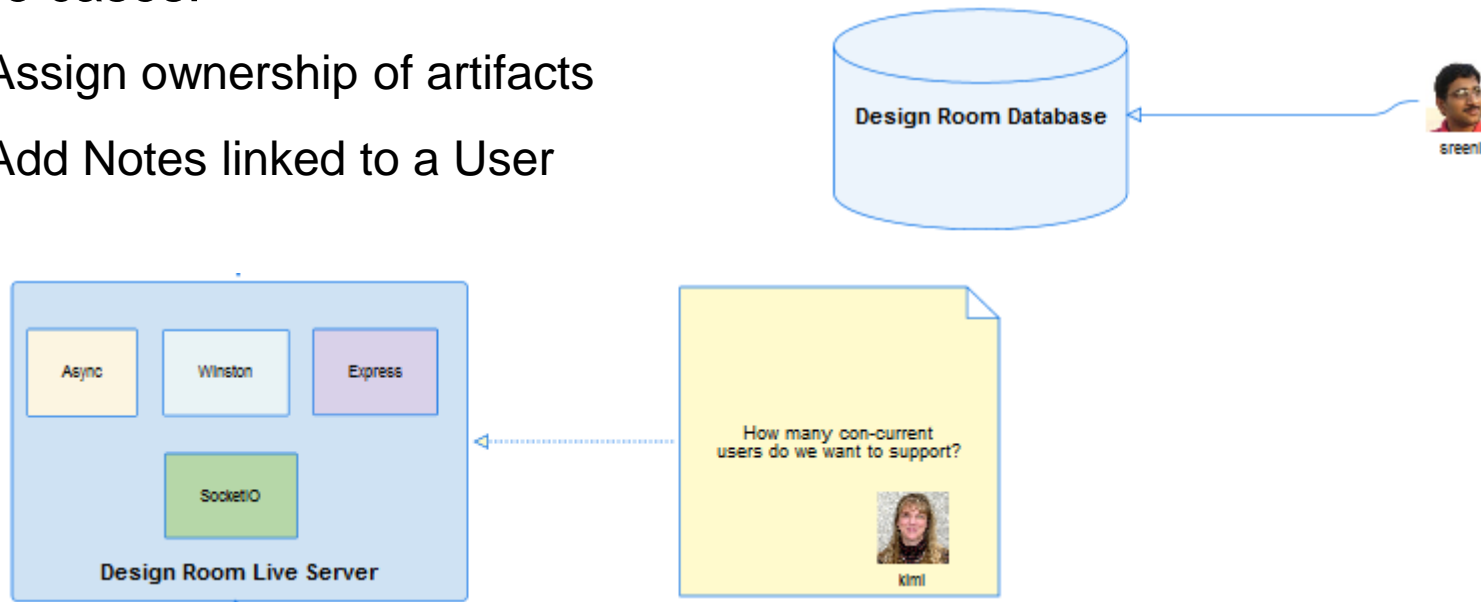 Assign ownership of artifacts
Add Notes linked to a User
Design Room Database
Async
Winston
Express
SocketIO
Design Room Live Server
How many con-current
users do we want to support?
kimi